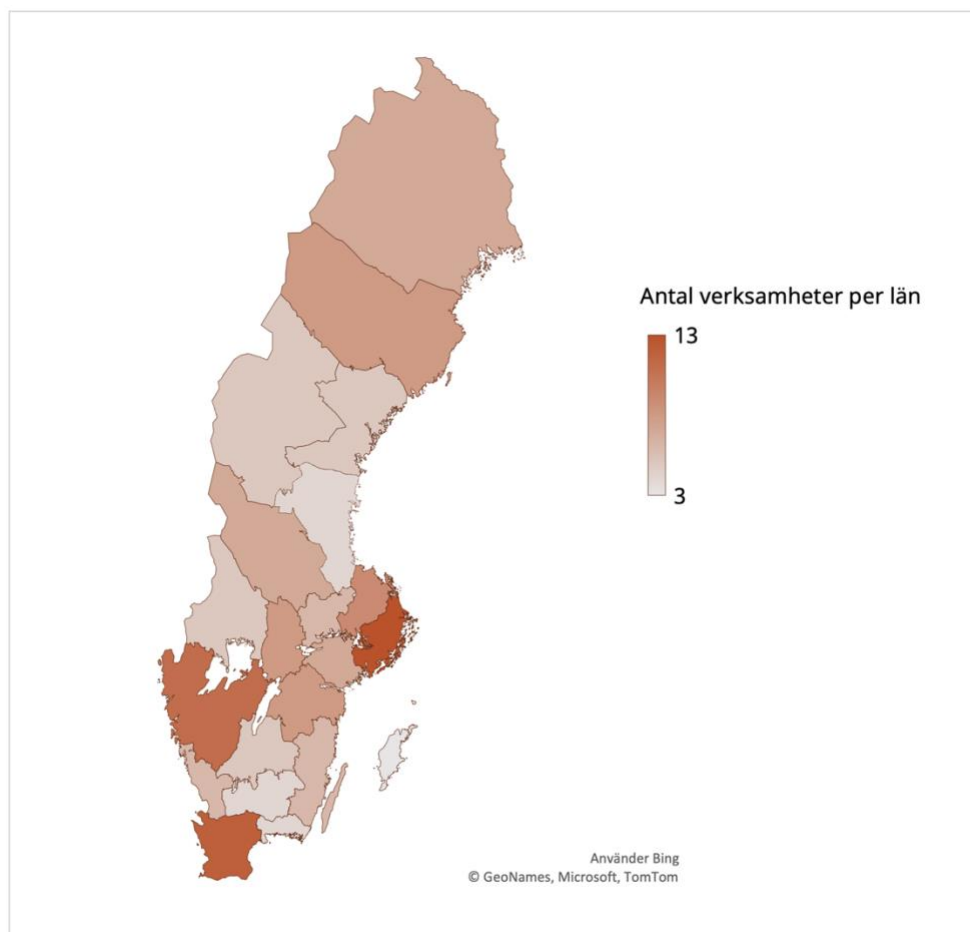 Antal verksamheter per län
13
3
Använder Bing
© GeoNames, Microsoft, TomTom